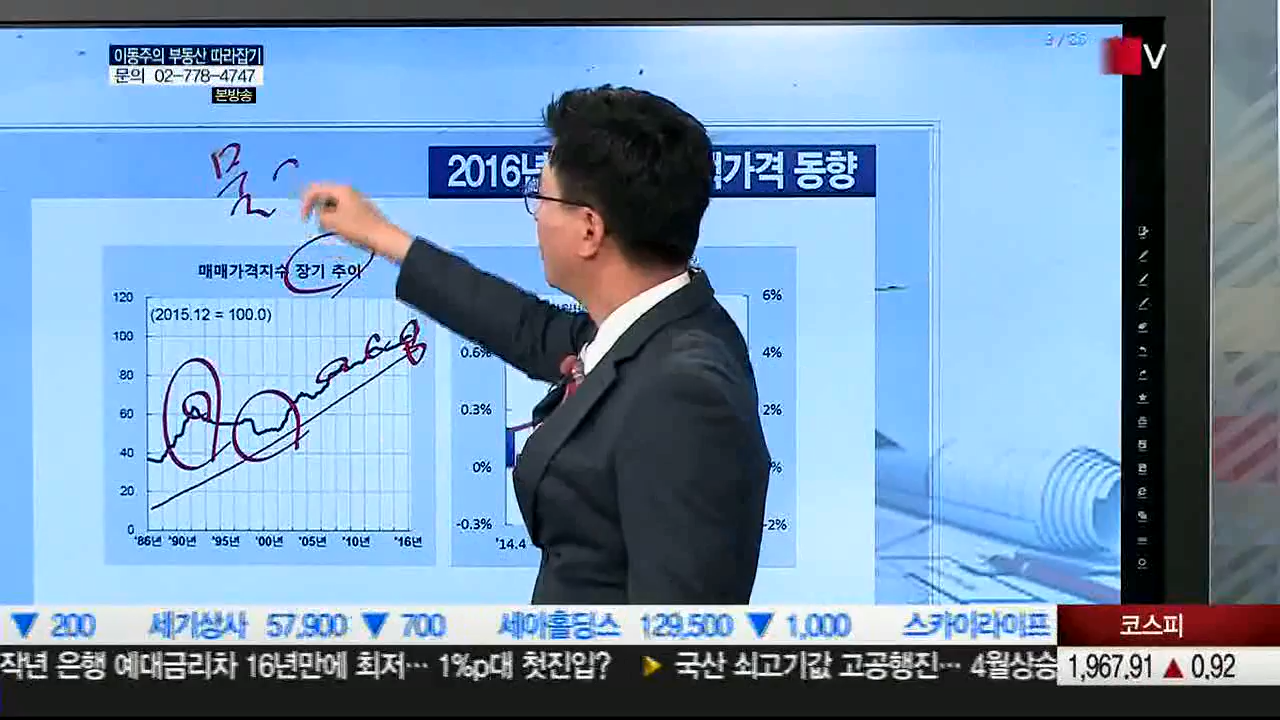 이동주의 부동산 따라잡기
문의 02-778-4747
본방송
V
2016년
가격 동향
매매가격지수 장기 추이
(2015.12 = 100.0)
120
100
80
60
40
20
0
'86년 '90년 '95년 '00년 '05년 '10년 '16년
0.6%
0.3%
0%
-0.3%
'14.4
6%
4%
2%
%
-2%
▼ 200 세기상사 57,900 ▼ 700 세아홀딩스 129,500 ▼ 1,000 스카이라이프
코스피
작년 은행 예대금리차 16년만에 최저… 1%p대 첫진입? ▶ 국산 쇠고기값 고공행진… 4월상승
1,967.91 ▲ 0.92